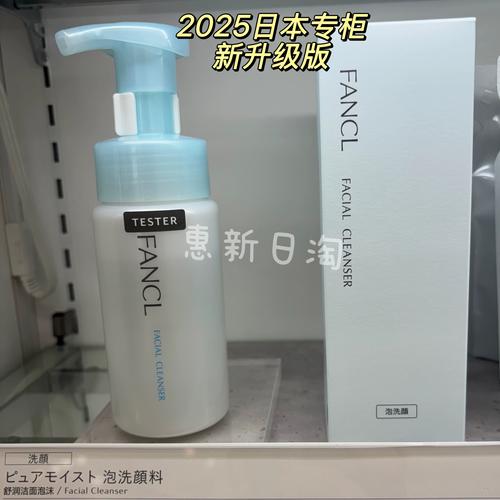 2025日本专柜
新升级版
TESTER
FANCL
FACIAL CLEANSER
FANCL
FACIAL CLEANSER
泡洗顔
惠新日淘
洗顔
ピュアモイスト 泡洗顔料
舒润洁面泡沫 / Facial Cleanser